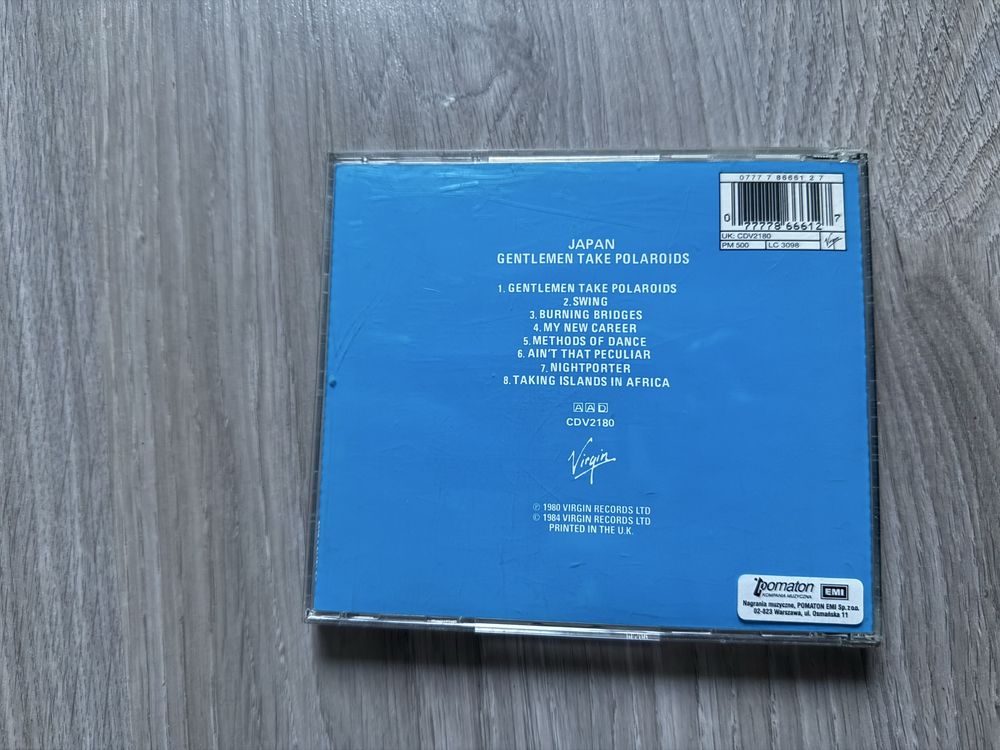 0777 7 86661 2 7
0 77778 66612 7
UK: CDV2180
PM 500 LC 3098 Virgin
JAPAN
GENTLEMEN TAKE POLAROIDS
1. GENTLEMEN TAKE POLAROIDS
2. SWING
3. BURNING BRIDGES
4. MY NEW CAREER
5. METHODS OF DANCE
6. AIN'T THAT PECULIAR
7. NIGHTPORTER
8. TAKING ISLANDS IN AFRICA
AAD
CDV2180
Virgin
℗ 1980 VIRGIN RECORDS LTD
© 1984 VIRGIN RECORDS LTD
PRINTED IN THE U.K.
pomaton EMI
KOMPANIA MUZYCZNA
Nagrania muzyczne, POMATON EMI Sp. z o.o.
02-823 Warszawa, ul. Osmańska 11